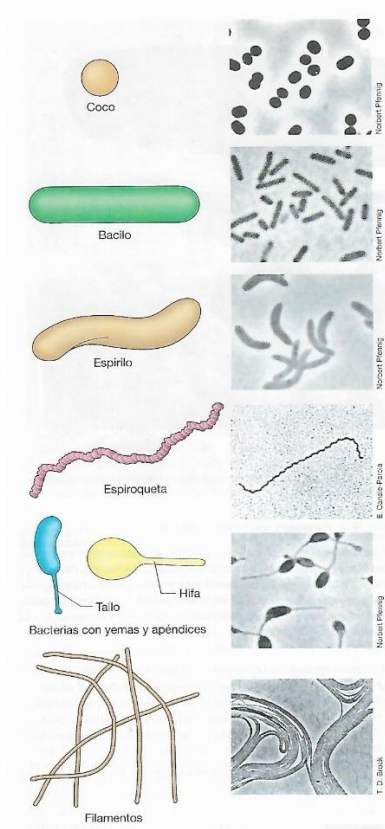 Coco
Norbert Pfennig
Bacilo
Norbert Pfennig
Espirilo
Norbert Pfennig
Espiroqueta
E. Canale-Parola
Tallo
Hifa
Bacterias con yemas y apéndices
Norbert Pfennig
Filamentos
T. D. Brock